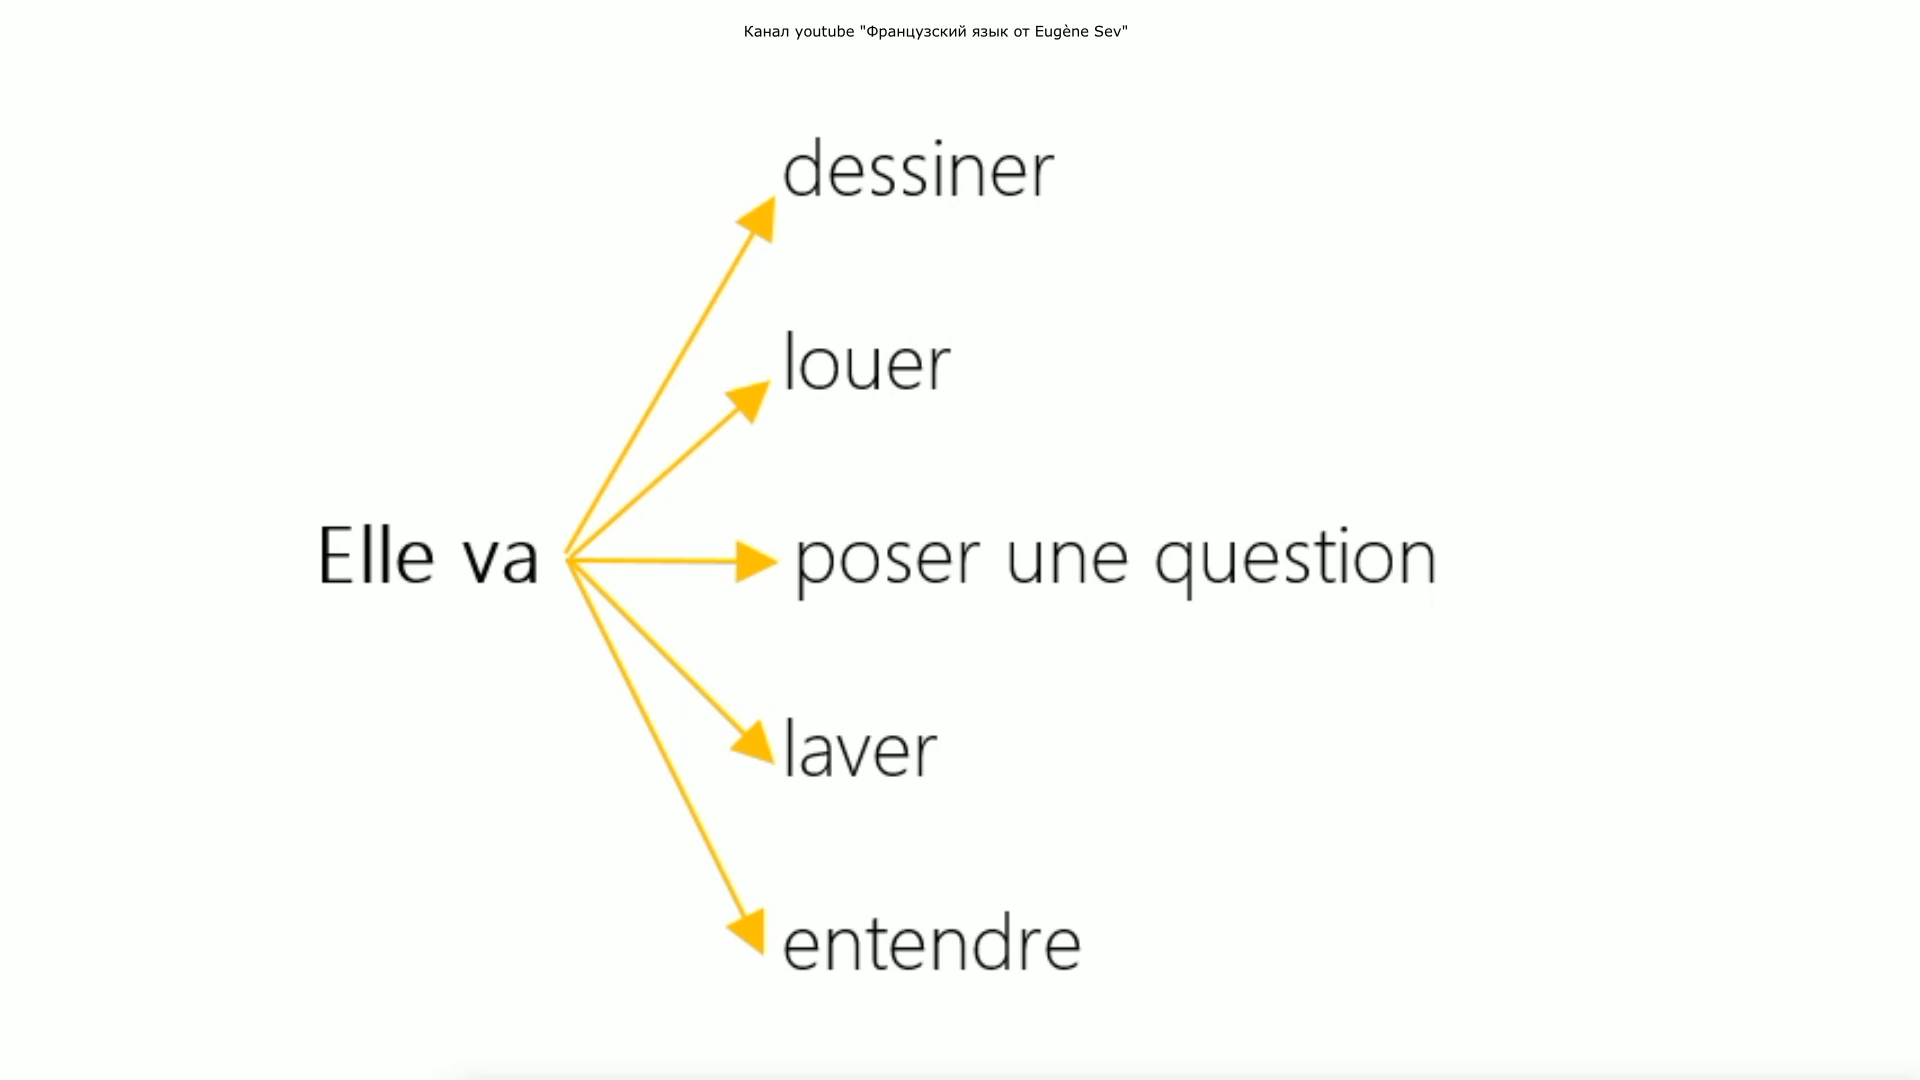 Канал youtube "Французский язык от Eugène Sev"
dessiner
louer
Elle va
poser une question
laver
entendre